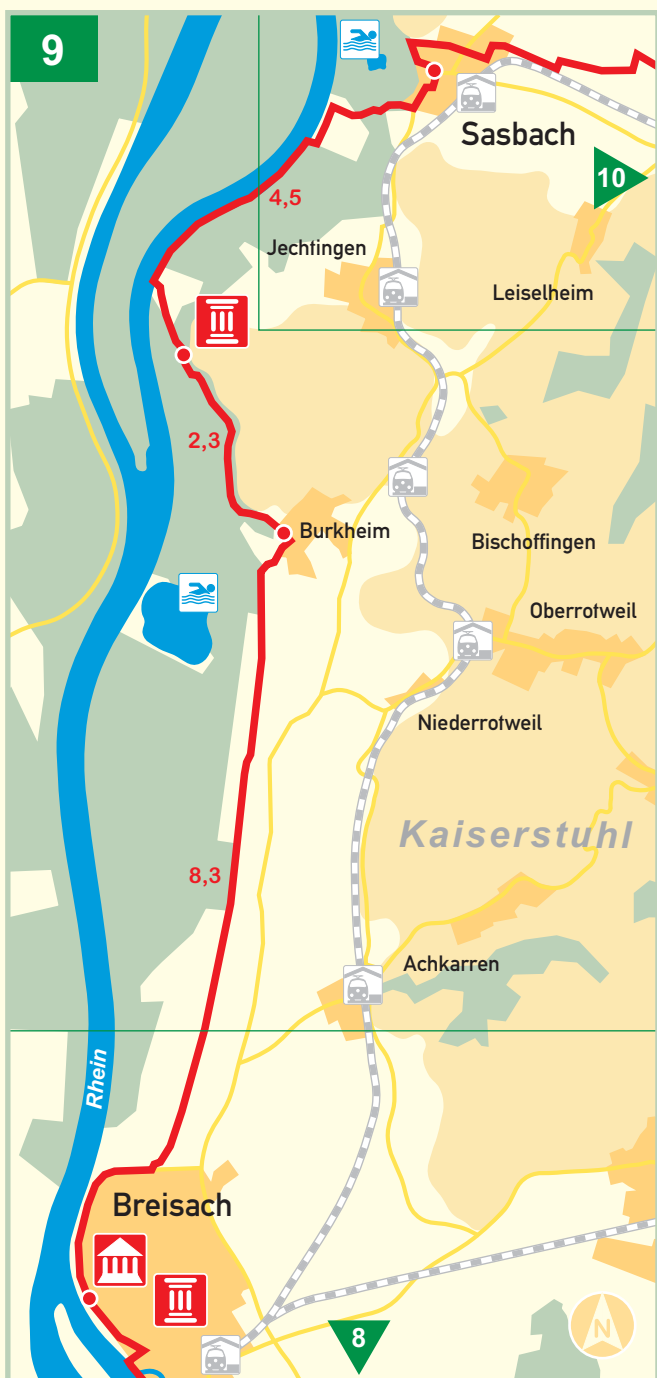 9
Sasbach
10
4,5
Jechtingen
Leiselheim
2,3
Burkheim
Bischoffingen
Oberrotweil
Niederrotweil
Kaiserstuhl
8,3
Achkarren
Rhein
Breisach
8
N